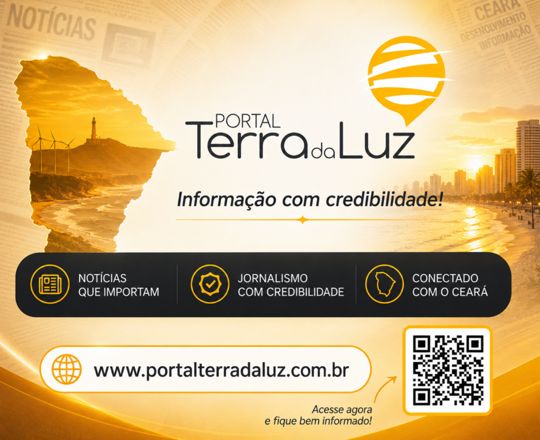 NOTÍCIAS
CEARÁ
DESENVOLVIMENTO
INFORMAÇÃO
PORTAL
Terra da Luz
Informação com credibilidade!
NOTÍCIAS
QUE IMPORTAM
JORNALISMO
COM CREDIBILIDADE
CONECTADO
COM O CEARÁ
www.portalterradaluz.com.br
Acesse agora
e fique bem informado!